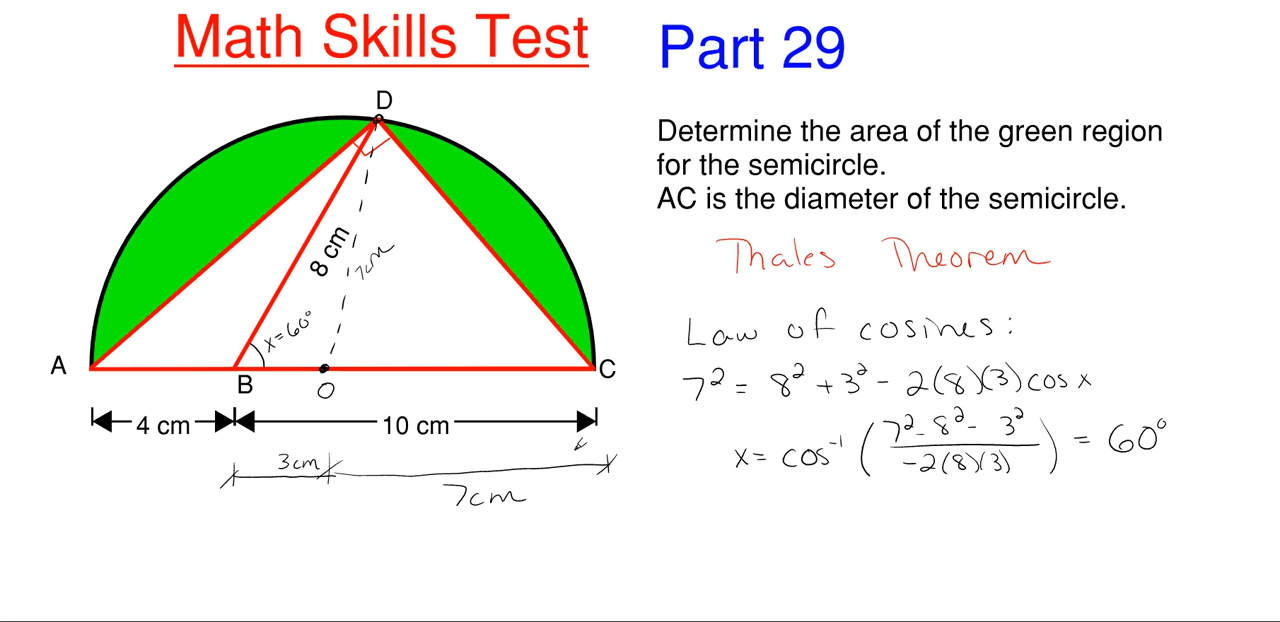 Math Skills Test
Part 29
D
Determine the area of the green region
for the semicircle.
AC is the diameter of the semicircle.
Thales Theorem
8 cm
7cm
x=60°
A
B
O
C
4 cm
10 cm
3cm
7cm
Law of cosines:
7² = 8² + 3² - 2(8)(3) cos x
x = cos⁻¹ ( (7² - 8² - 3²) / (-2(8)(3)) ) = 60°